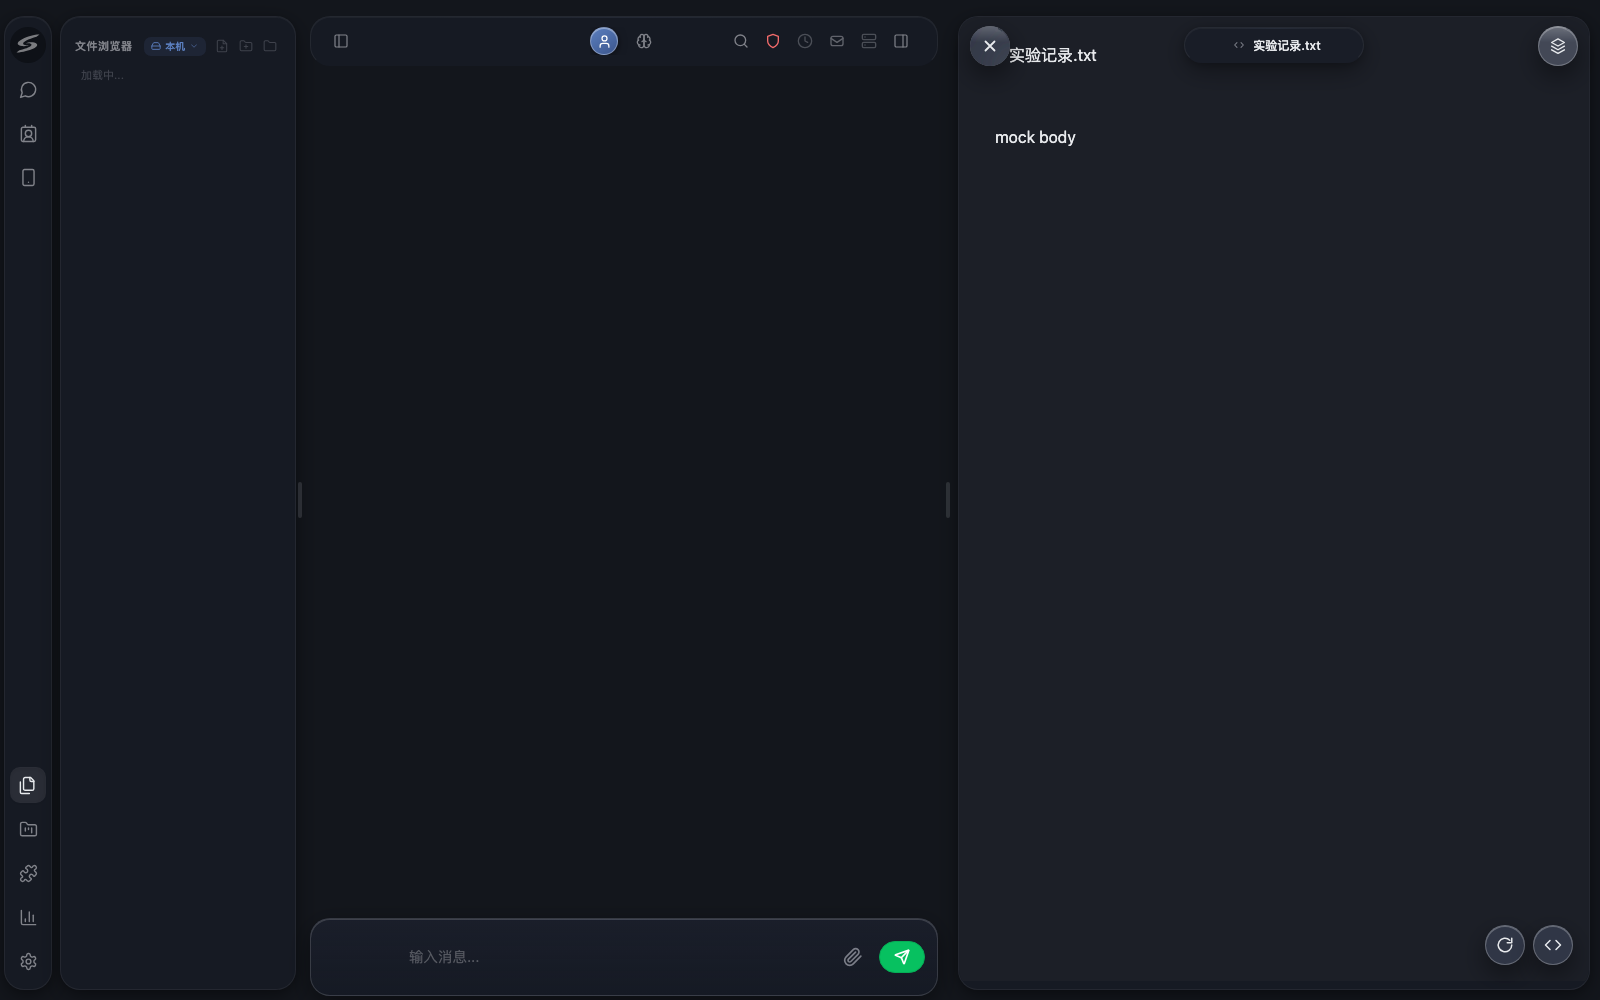 文件浏览器
本机
加载中...
输入消息...
实验记录.txt
实验记录.txt
mock body